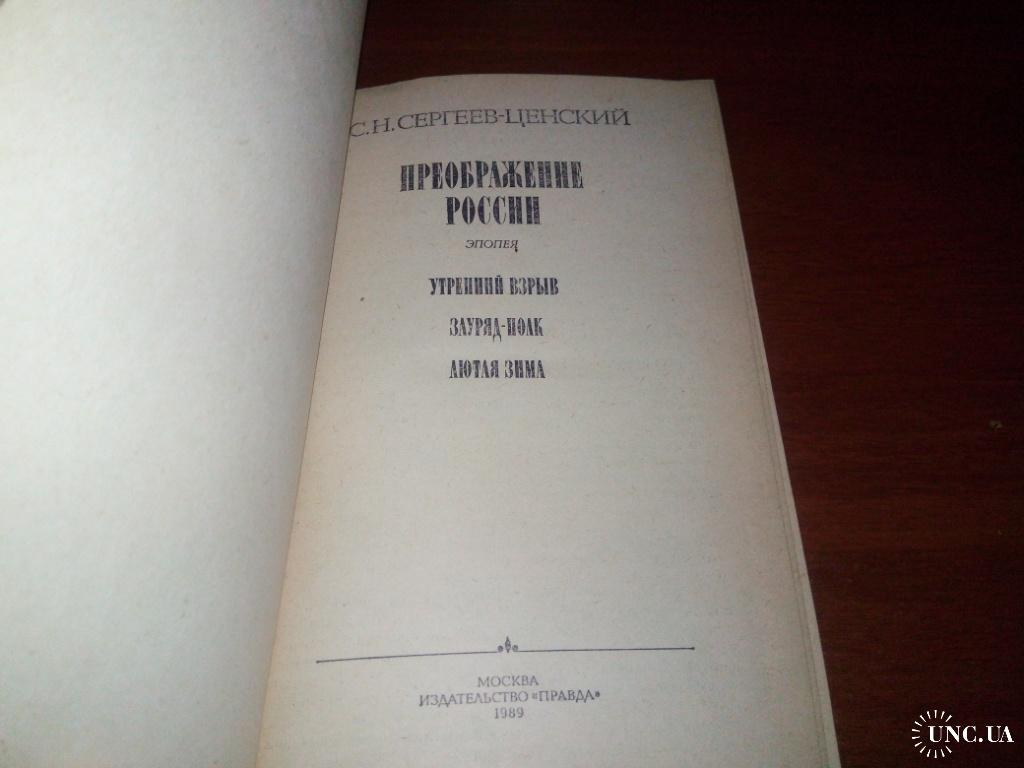 С.Н. СЕРГЕЕВ-ЦЕНСКИЙ
ПРЕОБРАЖЕНИЕ
РОССИИ
ЭПОПЕЯ
УТРЕННИЙ ВЗРЫВ
ЗАУРЯД-ПОЛК
ЛЮТАЯ ЗИМА
МОСКВА
ИЗДАТЕЛЬСТВО «ПРАВДА»
1989
UNC.UA